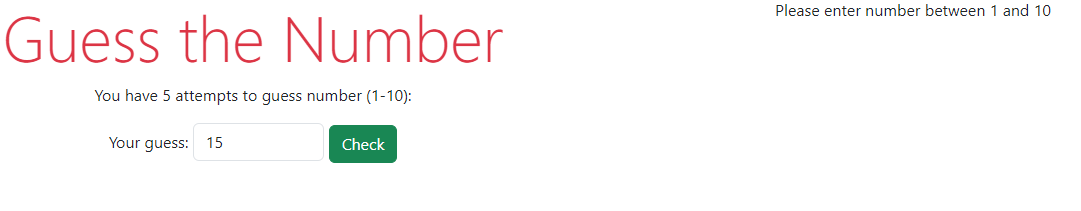 Guess the Number
Please enter number between 1 and 10
You have 5 attempts to guess number (1-10):
Your guess: 15 Check